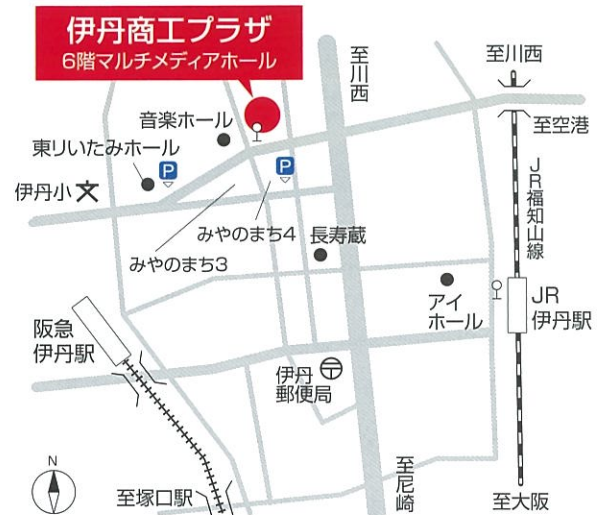 伊丹商工プラザ
6階マルチメディアホール
至川西
至川西
至空港
音楽ホール
東リいたみホール
P
P
伊丹小
文
みやのまち4
みやのまち3
長寿蔵
JR福知山線
アイ
ホール
JR
伊丹駅
阪急
伊丹駅
伊丹
郵便局
〒
N
至塚口駅
至尼崎
至大阪